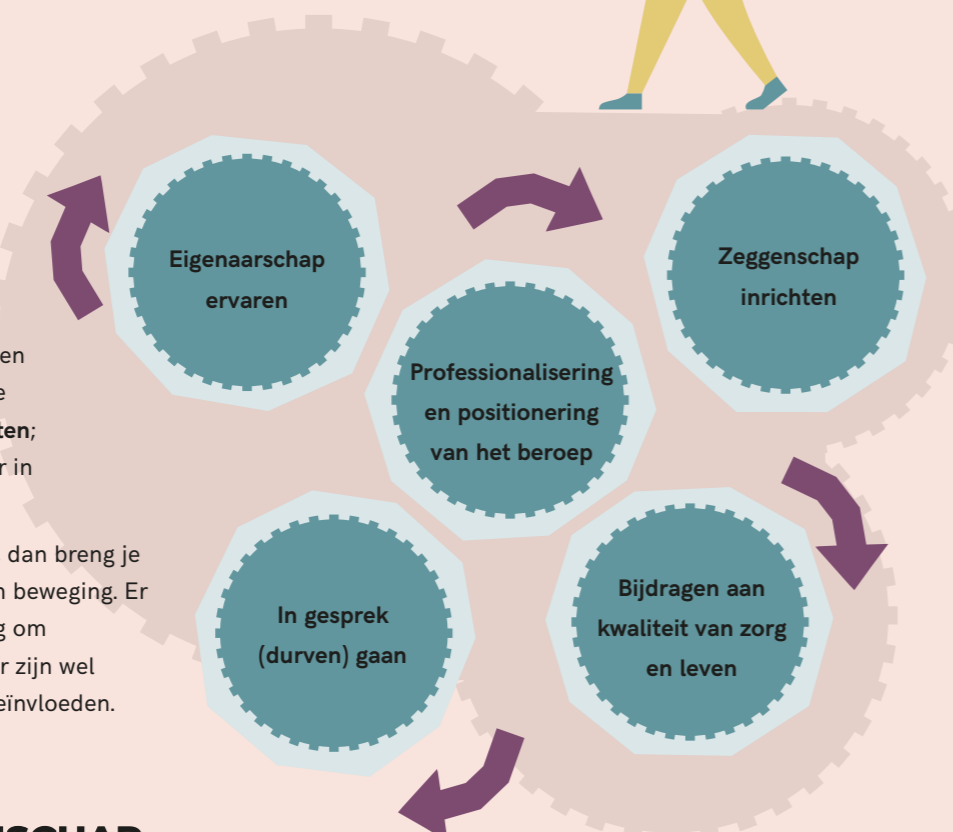 Eigenaarschap
ervaren
Zeggenschap
inrichten
Professionalisering
en positionering
van het beroep
In gesprek
(durven) gaan
Bijdragen aan
kwaliteit van zorg
en leven
en
e
ten;
r in
dan breng je
n beweging. Er
g om
r zijn wel
eïnvloeden.